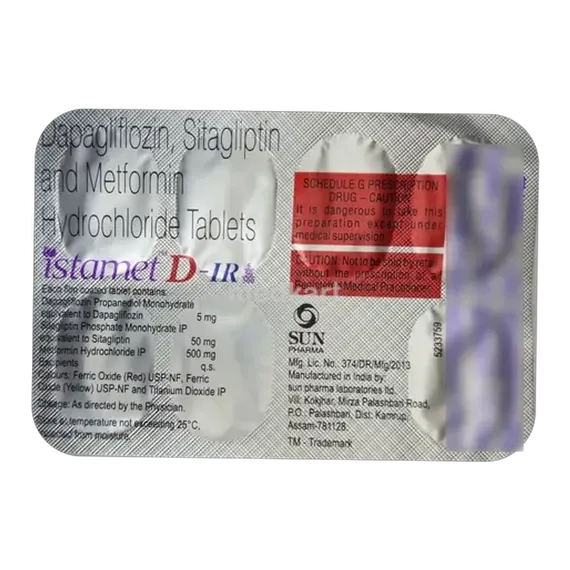 Dapagliflozin, Sitagliptin
and Metformin
Hydrochloride Tablets
istamet D-IR
Each film coated tablet contains:
Dapagliflozin Propanediol Monohydrate
equivalent to Dapagliflozin 5 mg
Sitagliptin Phosphate Monohydrate IP
equivalent to Sitagliptin 50 mg
Metformin Hydrochloride IP 500 mg
Excipients q.s.
Colours: Ferric Oxide (Red) USP-NF, Ferric
Oxide (Yellow) USP-NF and Titanium Dioxide IP
Dosage: As directed by the Physician.
Store at temperature not exceeding 25°C,
protected from moisture.
SCHEDULE G PRESCRIPTION
DRUG – CAUTION
It is dangerous to take this
preparation except under
medical supervision.
CAUTION: Not to be sold by retail
without the prescription of a
Registered Medical Practitioner.
SUN
PHARMA
Mfg. Lic. No. 374/DR/Mfg/2013
Manufactured in India by:
sun pharma laboratories ltd.
Vill: Kokjhar, Mirza Palashbari Road,
P.O.: Palashbari, Dist: Kamrup,
Assam-781128.
TM - Trademark
5233759